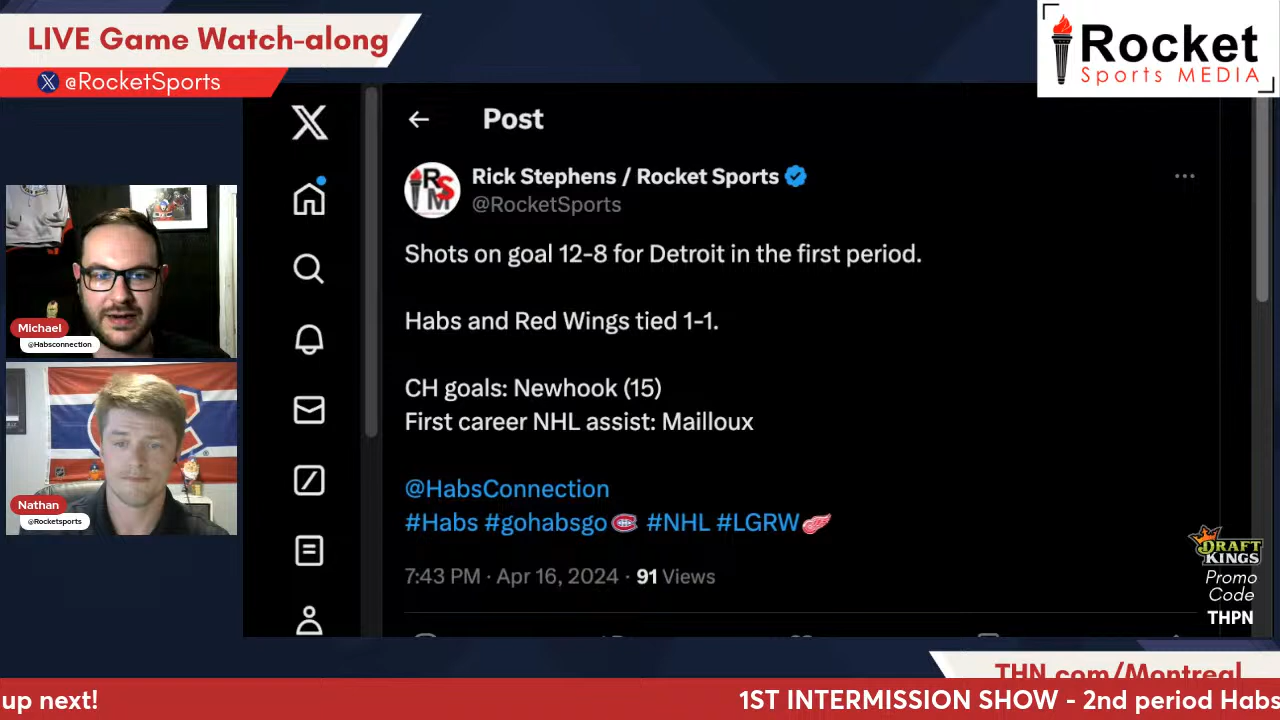 LIVE Game Watch-along
@RocketSports
Rocket
Sports MEDIA
Post
Rick Stephens / Rocket Sports
@RocketSports
Shots on goal 12-8 for Detroit in the first period.
Habs and Red Wings tied 1-1.
CH goals: Newhook (15)
First career NHL assist: Mailloux
@HabsConnection
#Habs #gohabsgo #NHL #LGRW
7:43 PM · Apr 16, 2024 · 91 Views
Michael
@Habsconnection
Nathan
@Rocketsports
DRAFT
KINGS
Promo
Code
THPN
THN.com/Montreal
up next!
1ST INTERMISSION SHOW - 2nd period Habs